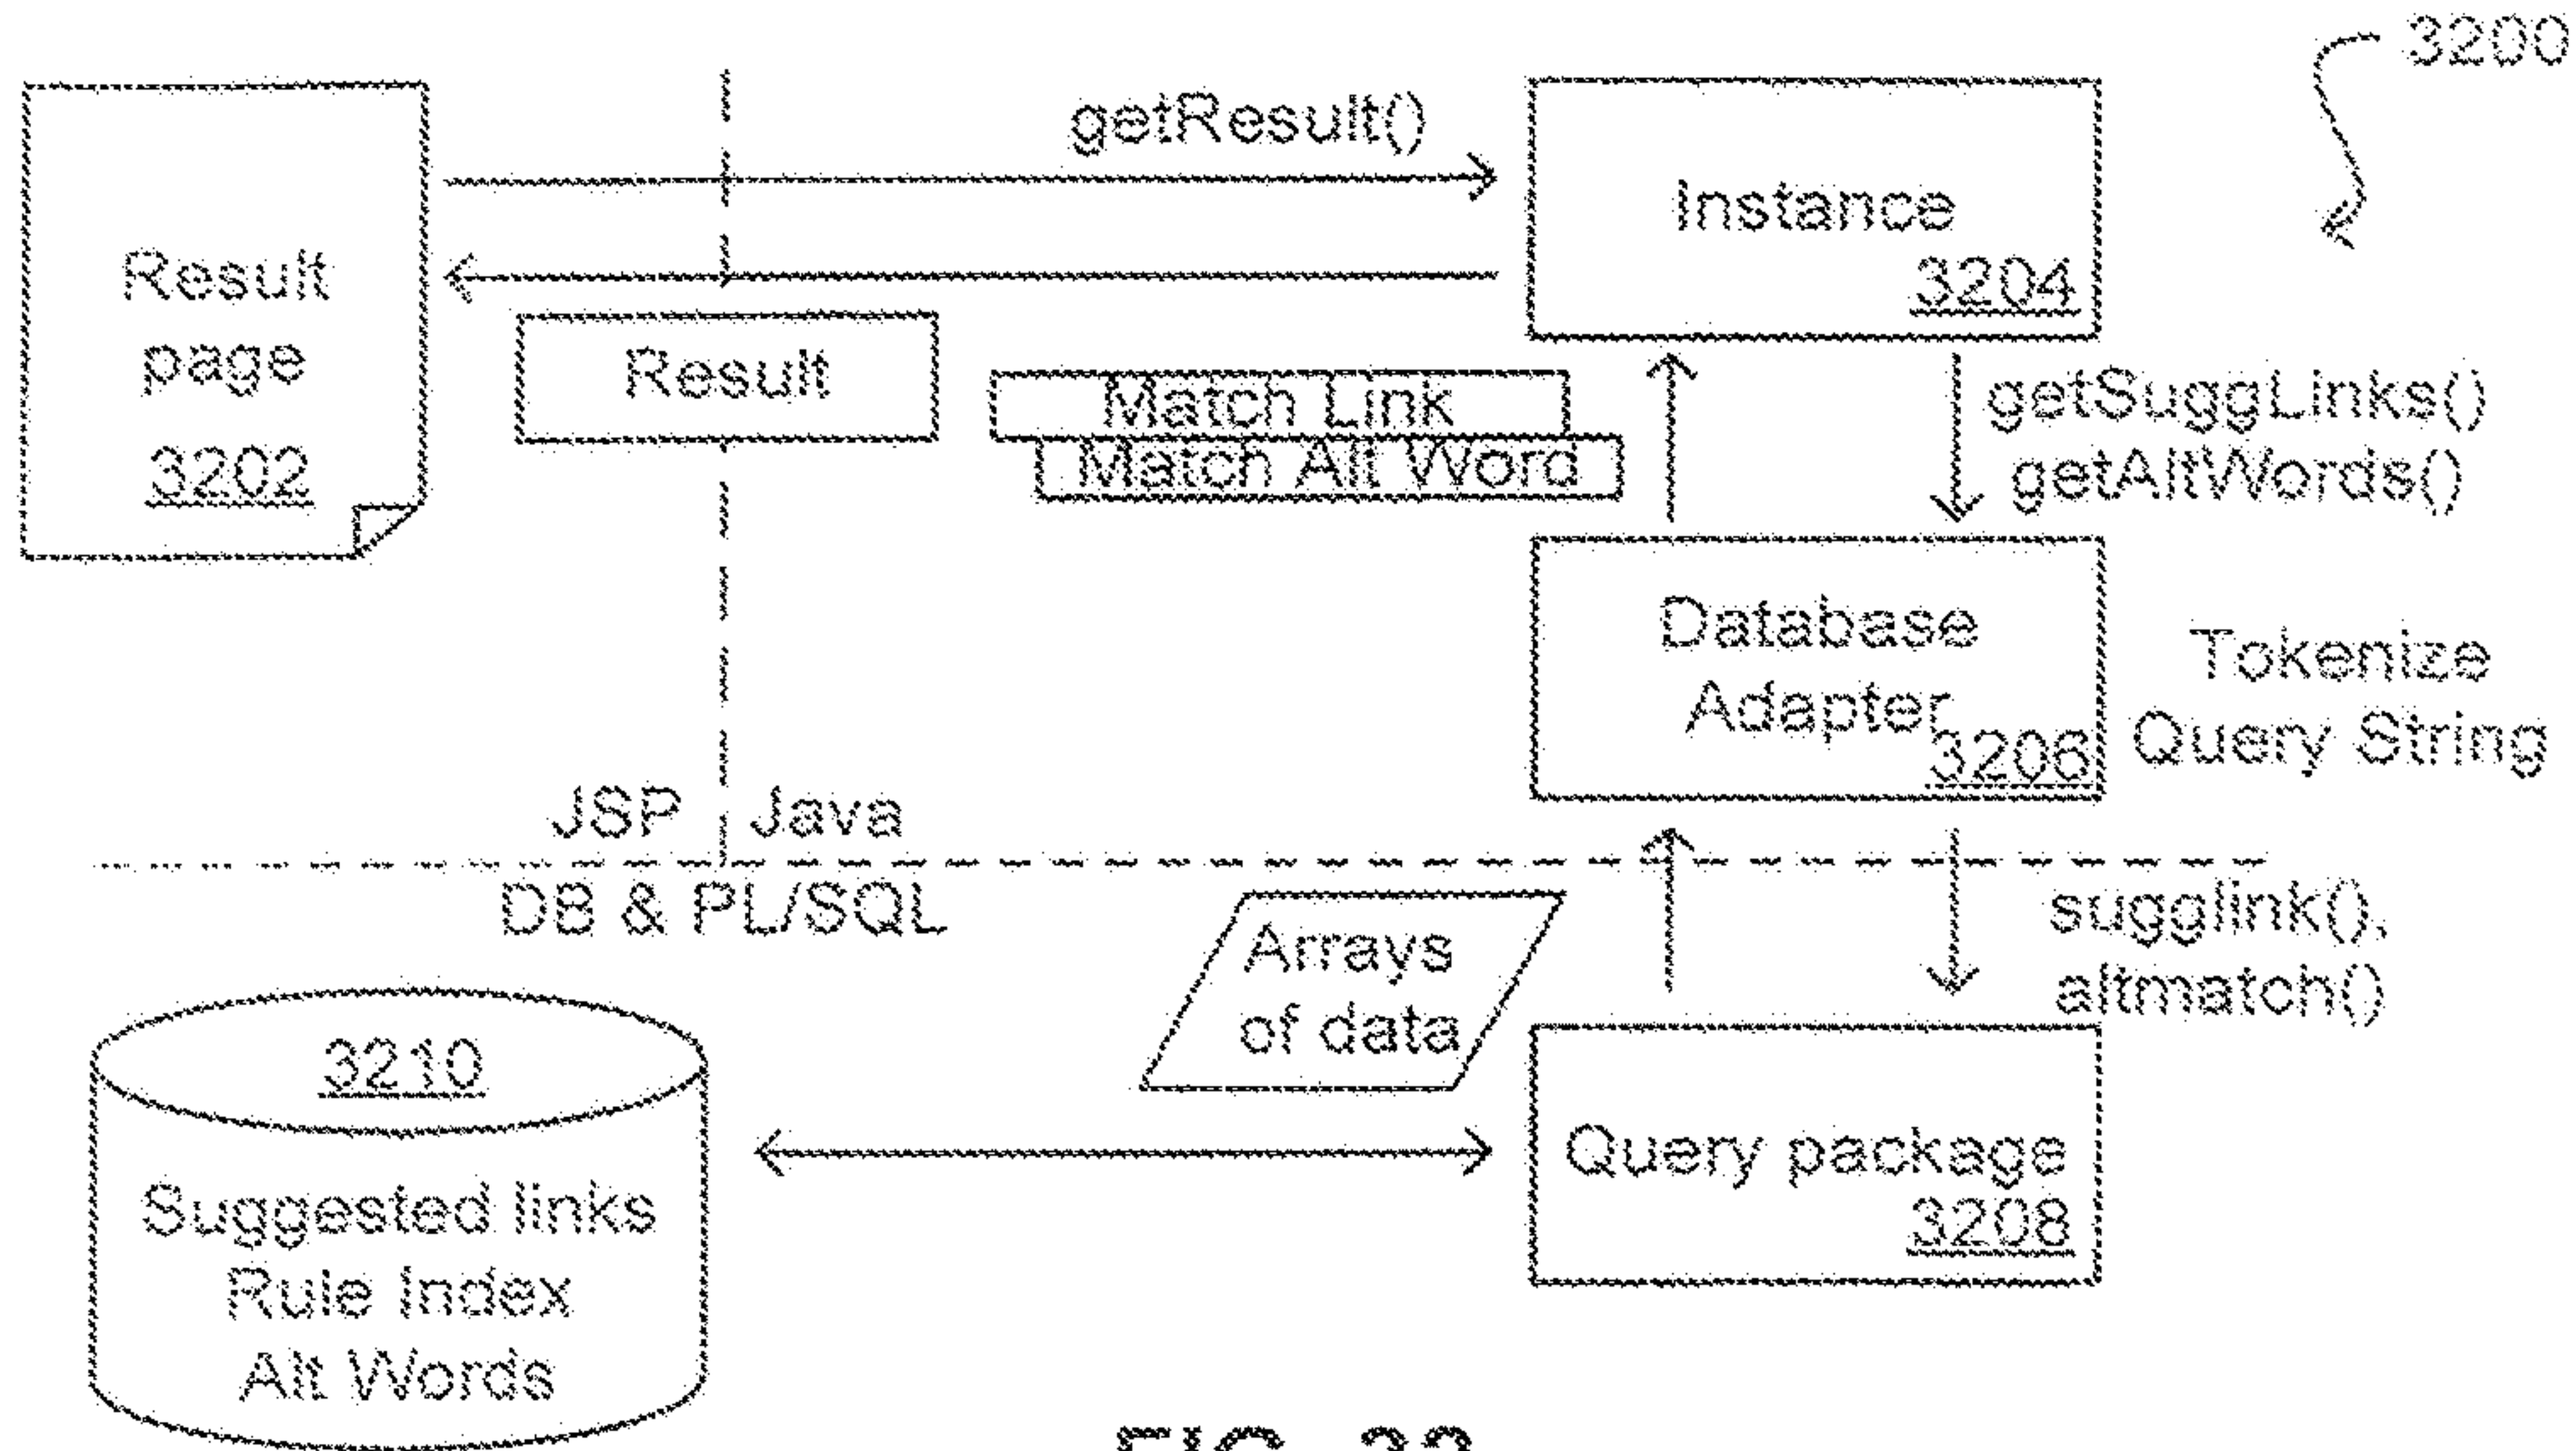 3200
getResult()
Instance
3204
Result
page
3202
Result
Match Link
Match Alt Word
getSuggLinks()
getAltWords()
Database
Adapter
3206
Tokenize
Query String
JSP
Java
DB & PL/SQL
sugglink(),
altmatch()
Arrays
of data
3210
Suggested links
Rule Index
Alt Words
Query package
3208